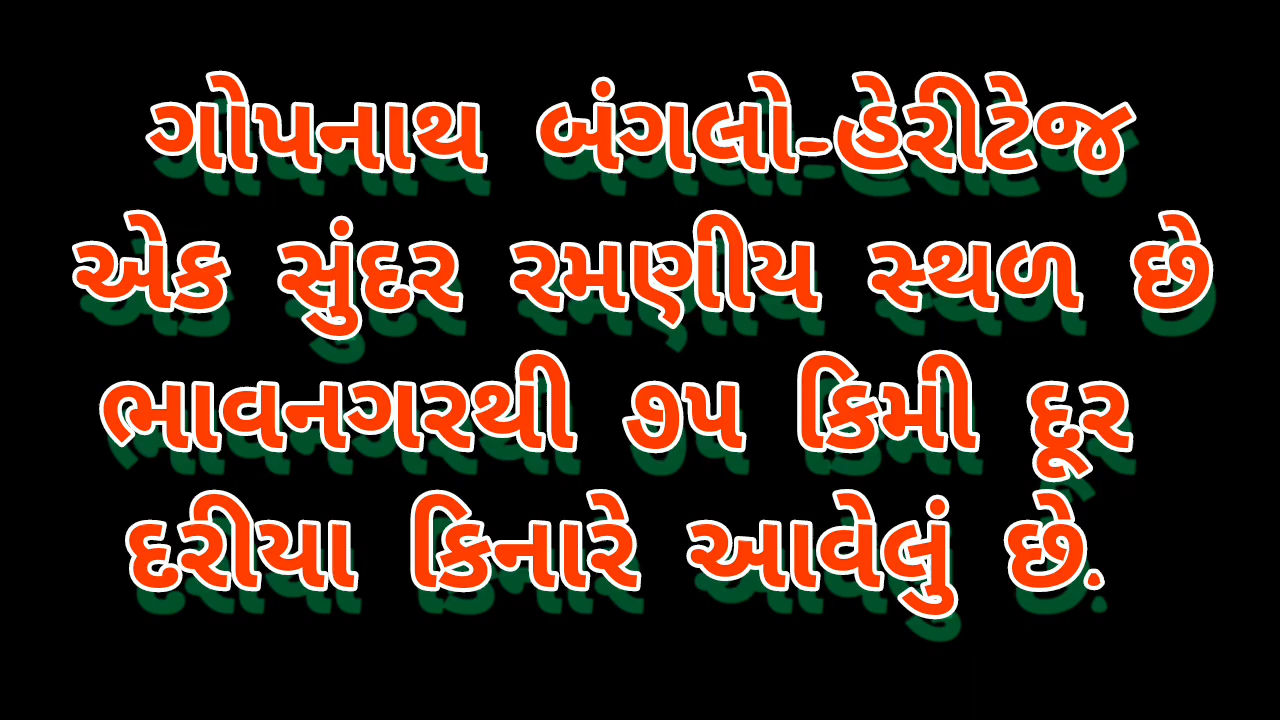 ગોપનાથ બંગલો-હેરીટેજ
એક સુંદર રમણીય સ્થળ છે
ભાવનગરથી ૭૫ કિમી દૂર
દરીયા કિનારે આવેલું છે.